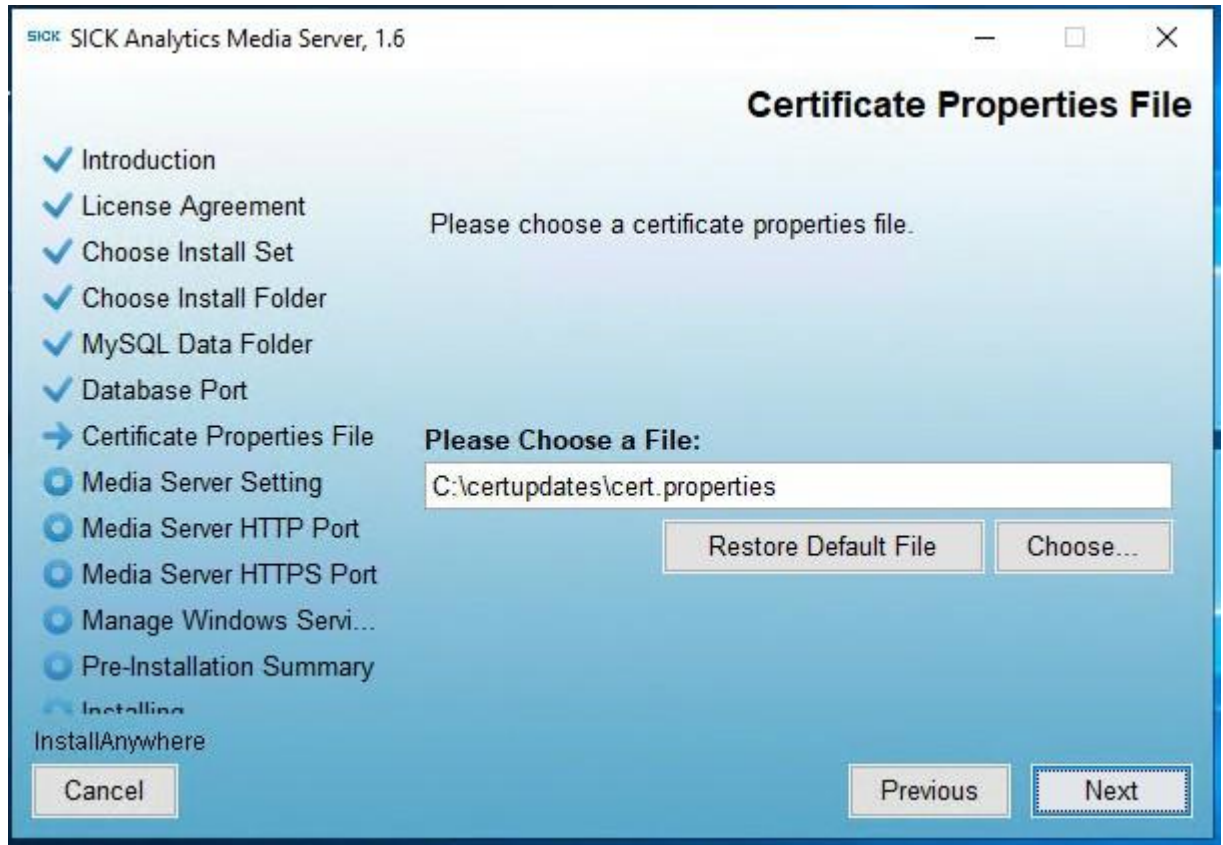 SICK SICK Analytics Media Server, 1.6
Certificate Properties File
Introduction
License Agreement
Choose Install Set
Choose Install Folder
MySQL Data Folder
Database Port
Certificate Properties File
Media Server Setting
Media Server HTTP Port
Media Server HTTPS Port
Manage Windows Servi...
Pre-Installation Summary
Installing
Please choose a certificate properties file.
Please Choose a File:
C:\certupdates\cert.properties
Restore Default File
Choose...
InstallAnywhere
Cancel
Previous
Next